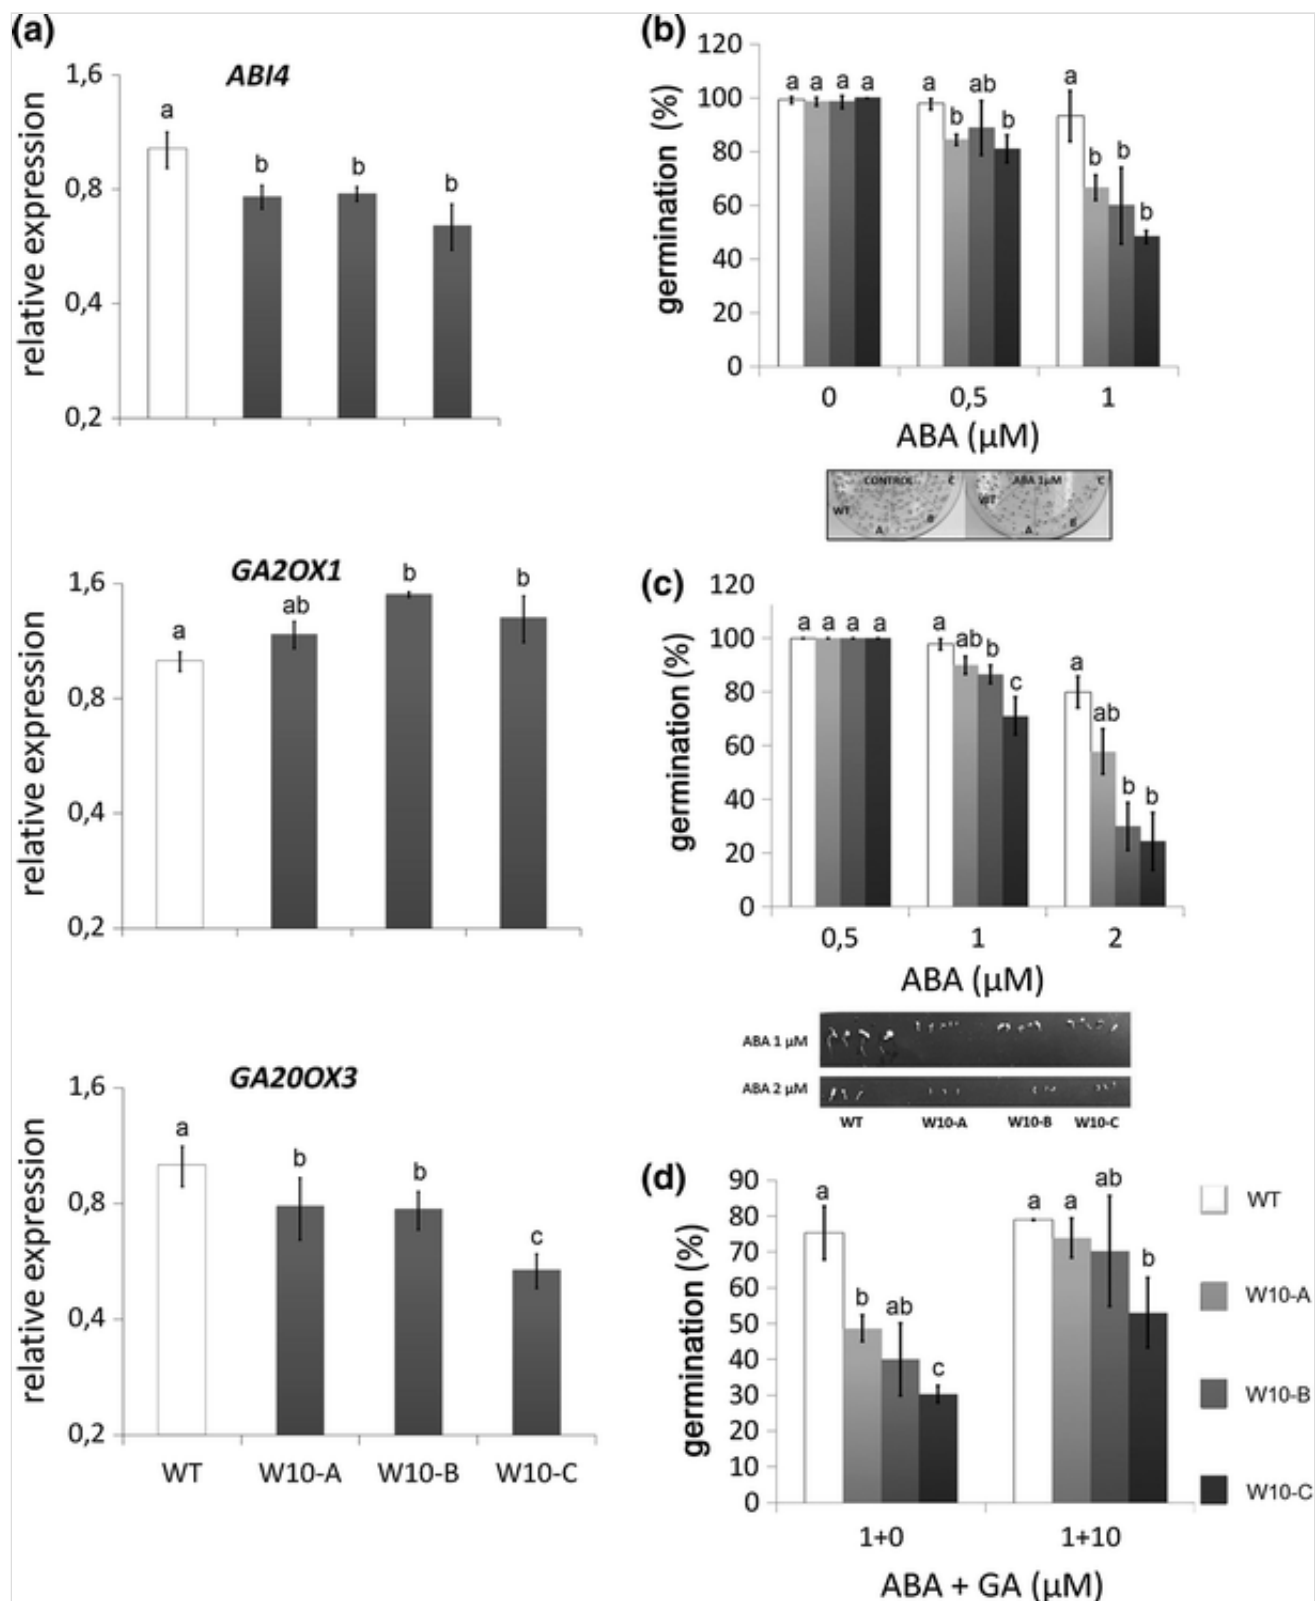 (a)
ABI4
relative expression
1,6
0,8
0,4
0,2
a
b
b
b
GA2OX1
relative expression
1,6
0,8
0,4
0,2
a
ab
b
b
GA20OX3
relative expression
1,6
0,8
0,4
0,2
a
b
b
c
WT W10-A W10-B W10-C
(b)
germination (%)
120
100
80
60
40
20
0
a a a a
a b ab b
a b b b
0 0,5 1
ABA (µM)
CONTROL C ABA 1µM C
WT A B WT A B
(c)
germination (%)
120
100
80
60
40
20
0
a a a a
a ab b c
a ab b b
0,5 1 2
ABA (µM)
ABA 1 µM
ABA 2 µM
WT W10-A W10-B W10-C
(d)
germination (%)
90
80
70
60
50
40
30
20
10
0
a b ab c
a a ab b
1+0 1+10
ABA + GA (µM)
WT
W10-A
W10-B
W10-C